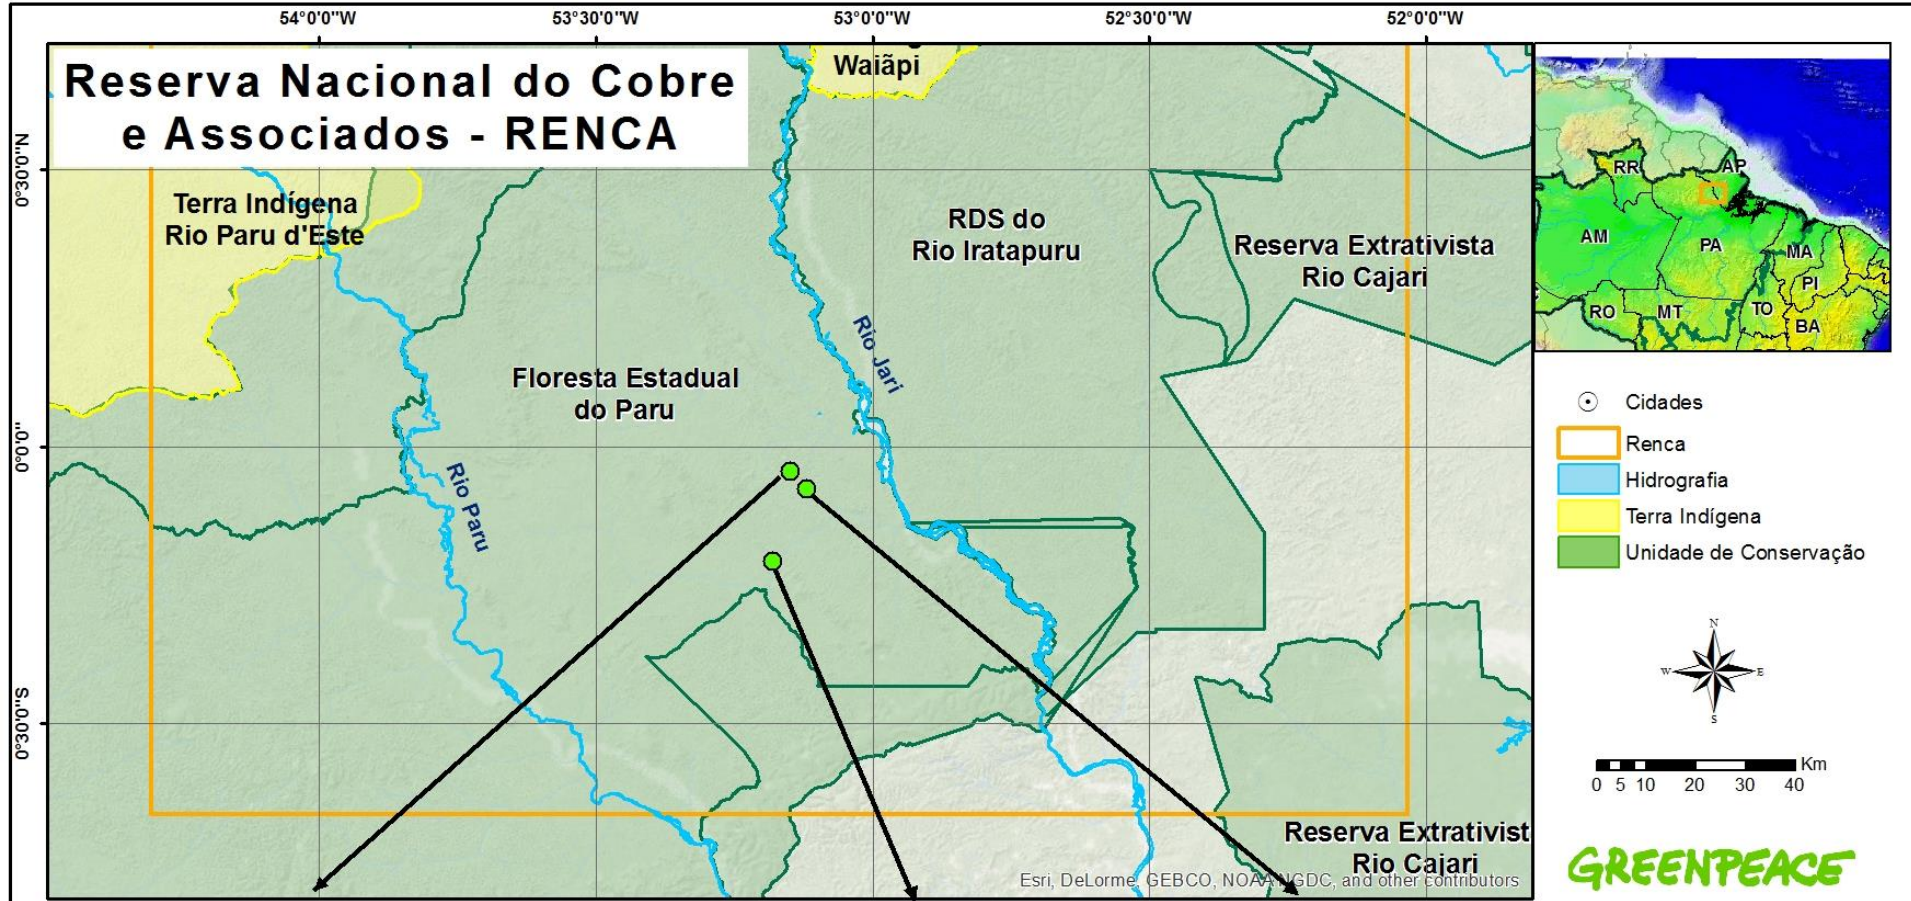 54°0'0"W 53°30'0"W 53°0'0"W 52°30'0"W 52°0'0"W
Reserva Nacional do Cobre
e Associados - RENCA
Waiãpi
0°30'0"N
Terra Indígena
Rio Paru d'Este
RDS do
Rio Iratapuru
Reserva Extrativista
Rio Cajari
Rio Jari
Floresta Estadual
do Paru
0°0'0"
Rio Paru
0°30'0"S
Reserva Extrativist
Rio Cajari
Esri, DeLorme, GEBCO, NOAA NGDC, and other contributors
RR
AP
AM
PA
MA
PI
RO
MT
TO
BA
Cidades
Renca
Hidrografia
Terra Indígena
Unidade de Conservação
N
W
E
S
Km
0 5 10 20 30 40
GREENPEACE